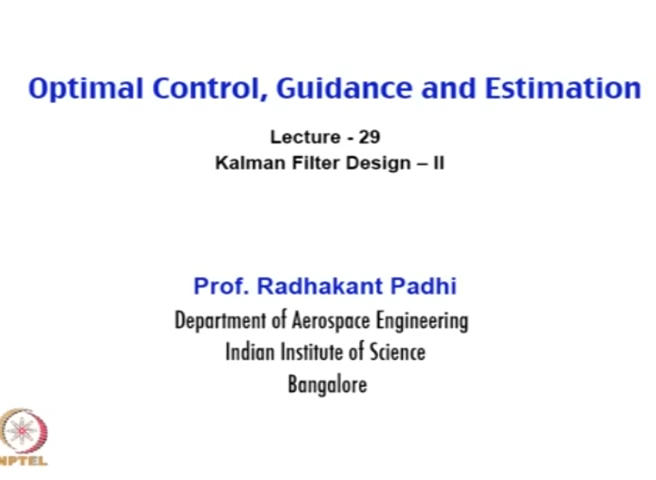 Optimal Control, Guidance and Estimation
Lecture - 29
Kalman Filter Design – II
Prof. Radhakant Padhi
Department of Aerospace Engineering
Indian Institute of Science
Bangalore
NPTEL